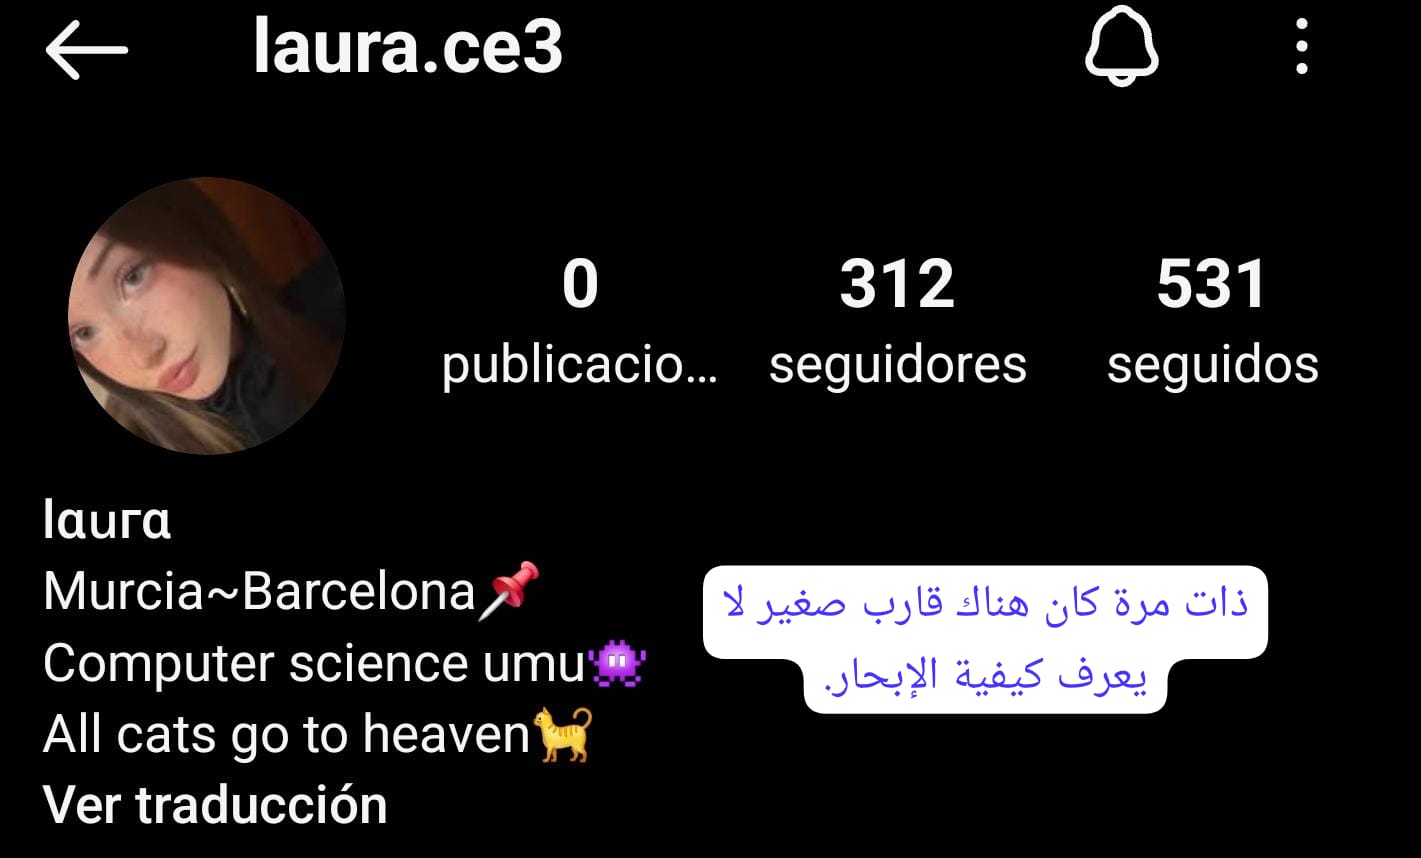 laura.ce3
0
312
531
publicacio...
seguidores
seguidos
lαuгα
Murcia~Barcelona📌
Computer science umu👾
All cats go to heaven🐈
Ver traducción
ذات مرة كان هناك قارب صغير لا
يعرف كيفية الإبحار.